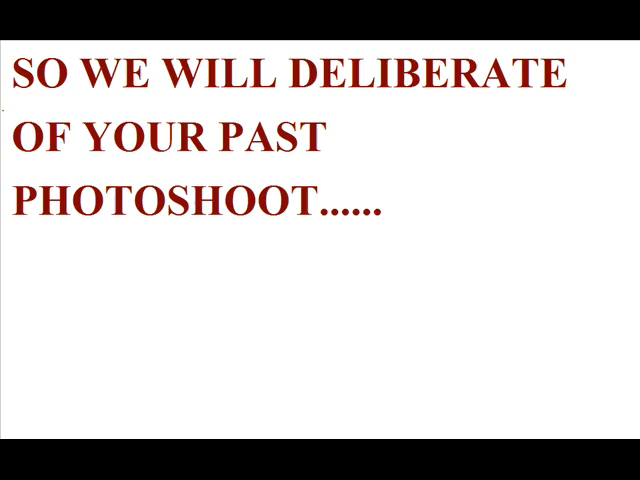 SO WE WILL DELIBERATE
OF YOUR PAST
PHOTOSHOOT......